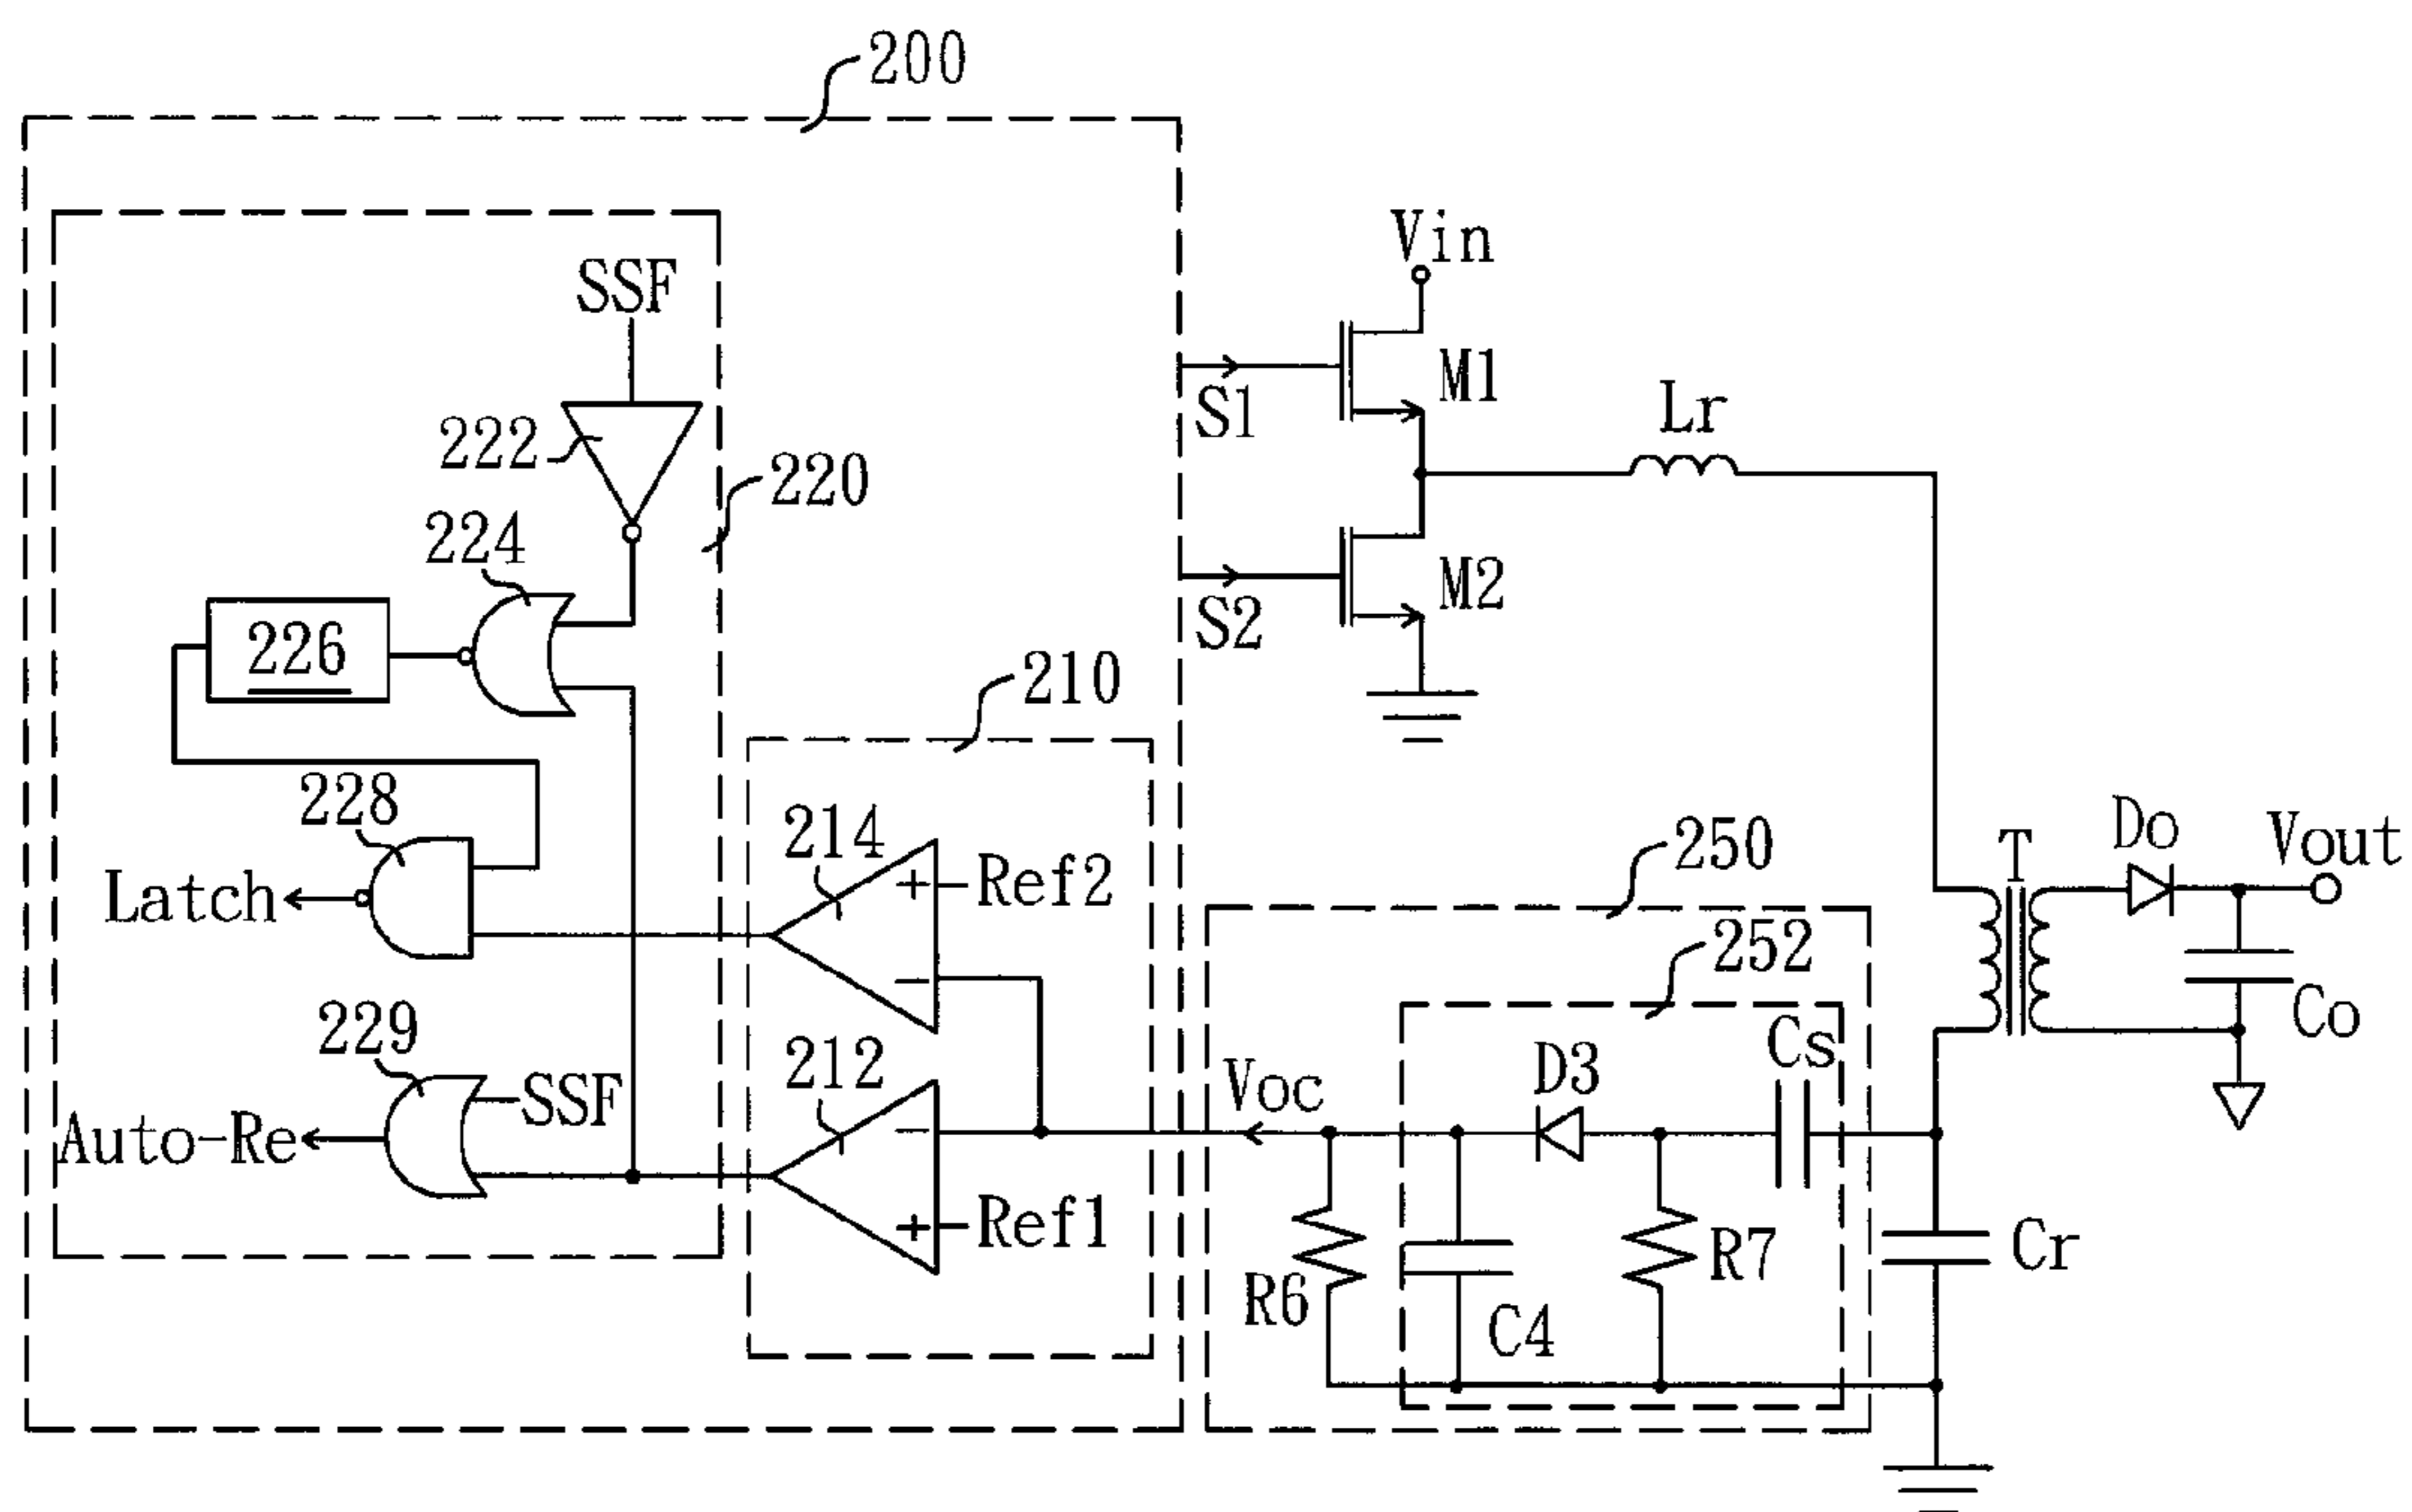 200
Vin
SSF
M1
S1
Lr
222
220
224
M2
S2
226
210
228
214
Ref2
250
T
Do
Vout
Latch
252
Co
229
SSF
212
Voc
D3
Cs
Auto-Re
Ref1
R6
C4
R7
Cr